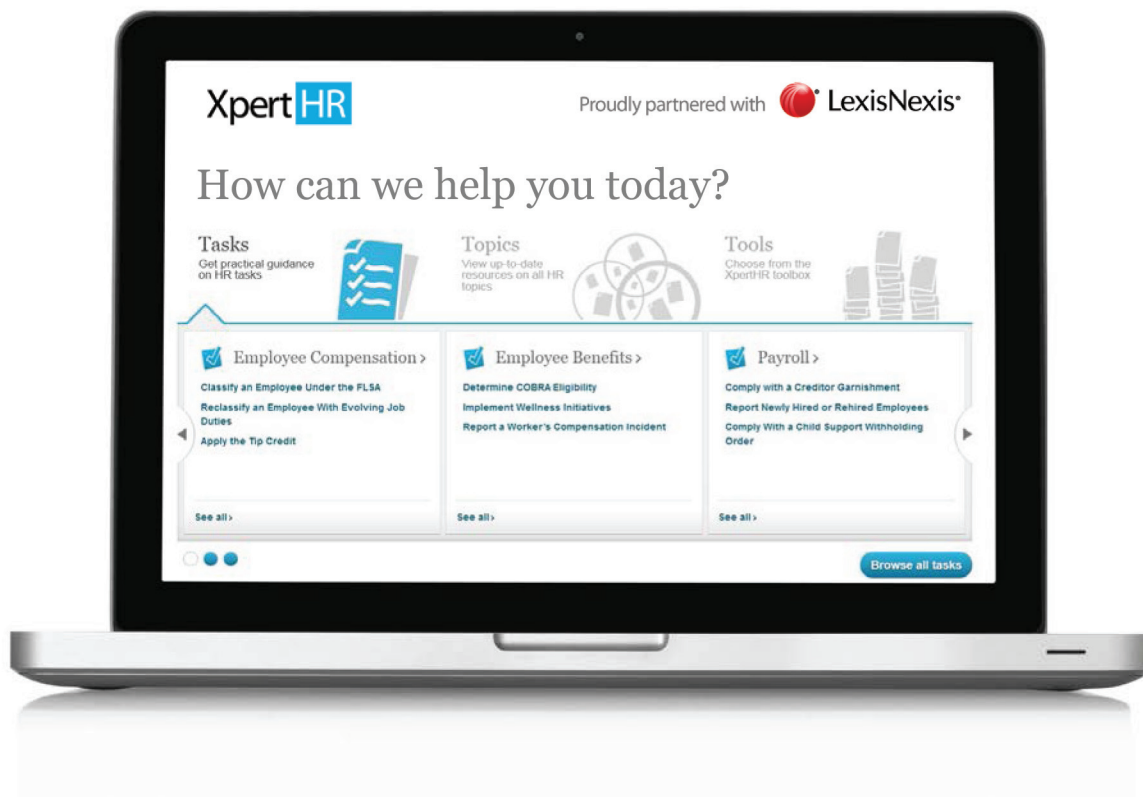 XpertHR
Proudly partnered with LexisNexis®
How can we help you today?
Tasks
Get practical guidance
on HR tasks
Topics
View up-to-date
resources on all HR
topics
Tools
Choose from the
XpertHR toolbox
Employee Compensation >
Classify an Employee Under the FLSA
Reclassify an Employee With Evolving Job
Duties
Apply the Tip Credit
See all >
Employee Benefits >
Determine COBRA Eligibility
Implement Wellness Initiatives
Report a Worker's Compensation Incident
See all >
Payroll >
Comply with a Creditor Garnishment
Report Newly Hired or Rehired Employees
Comply With a Child Support Withholding
Order
See all >
Browse all tasks